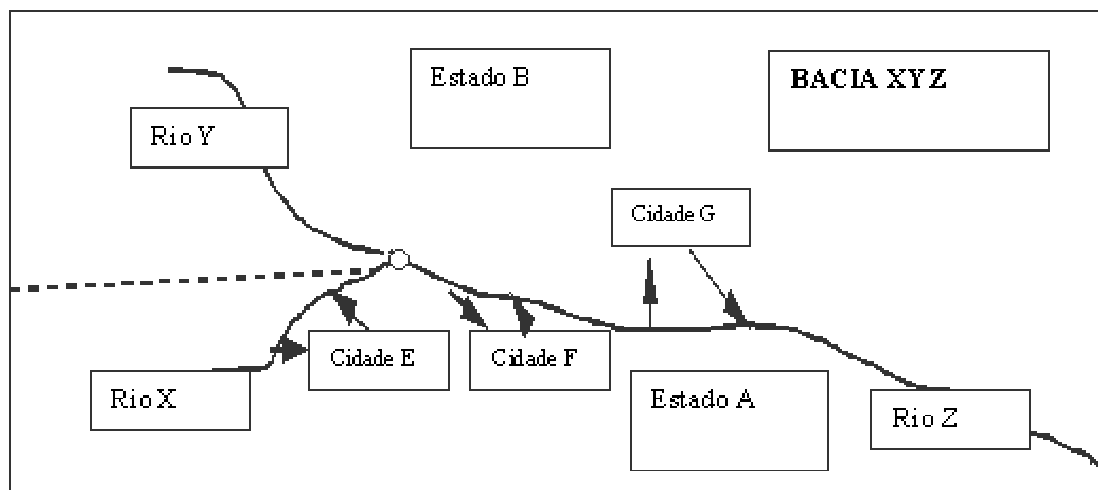 Estado B
BACIA XYZ
Rio Y
Cidade G
Cidade E
Cidade F
Rio X
Estado A
Rio Z